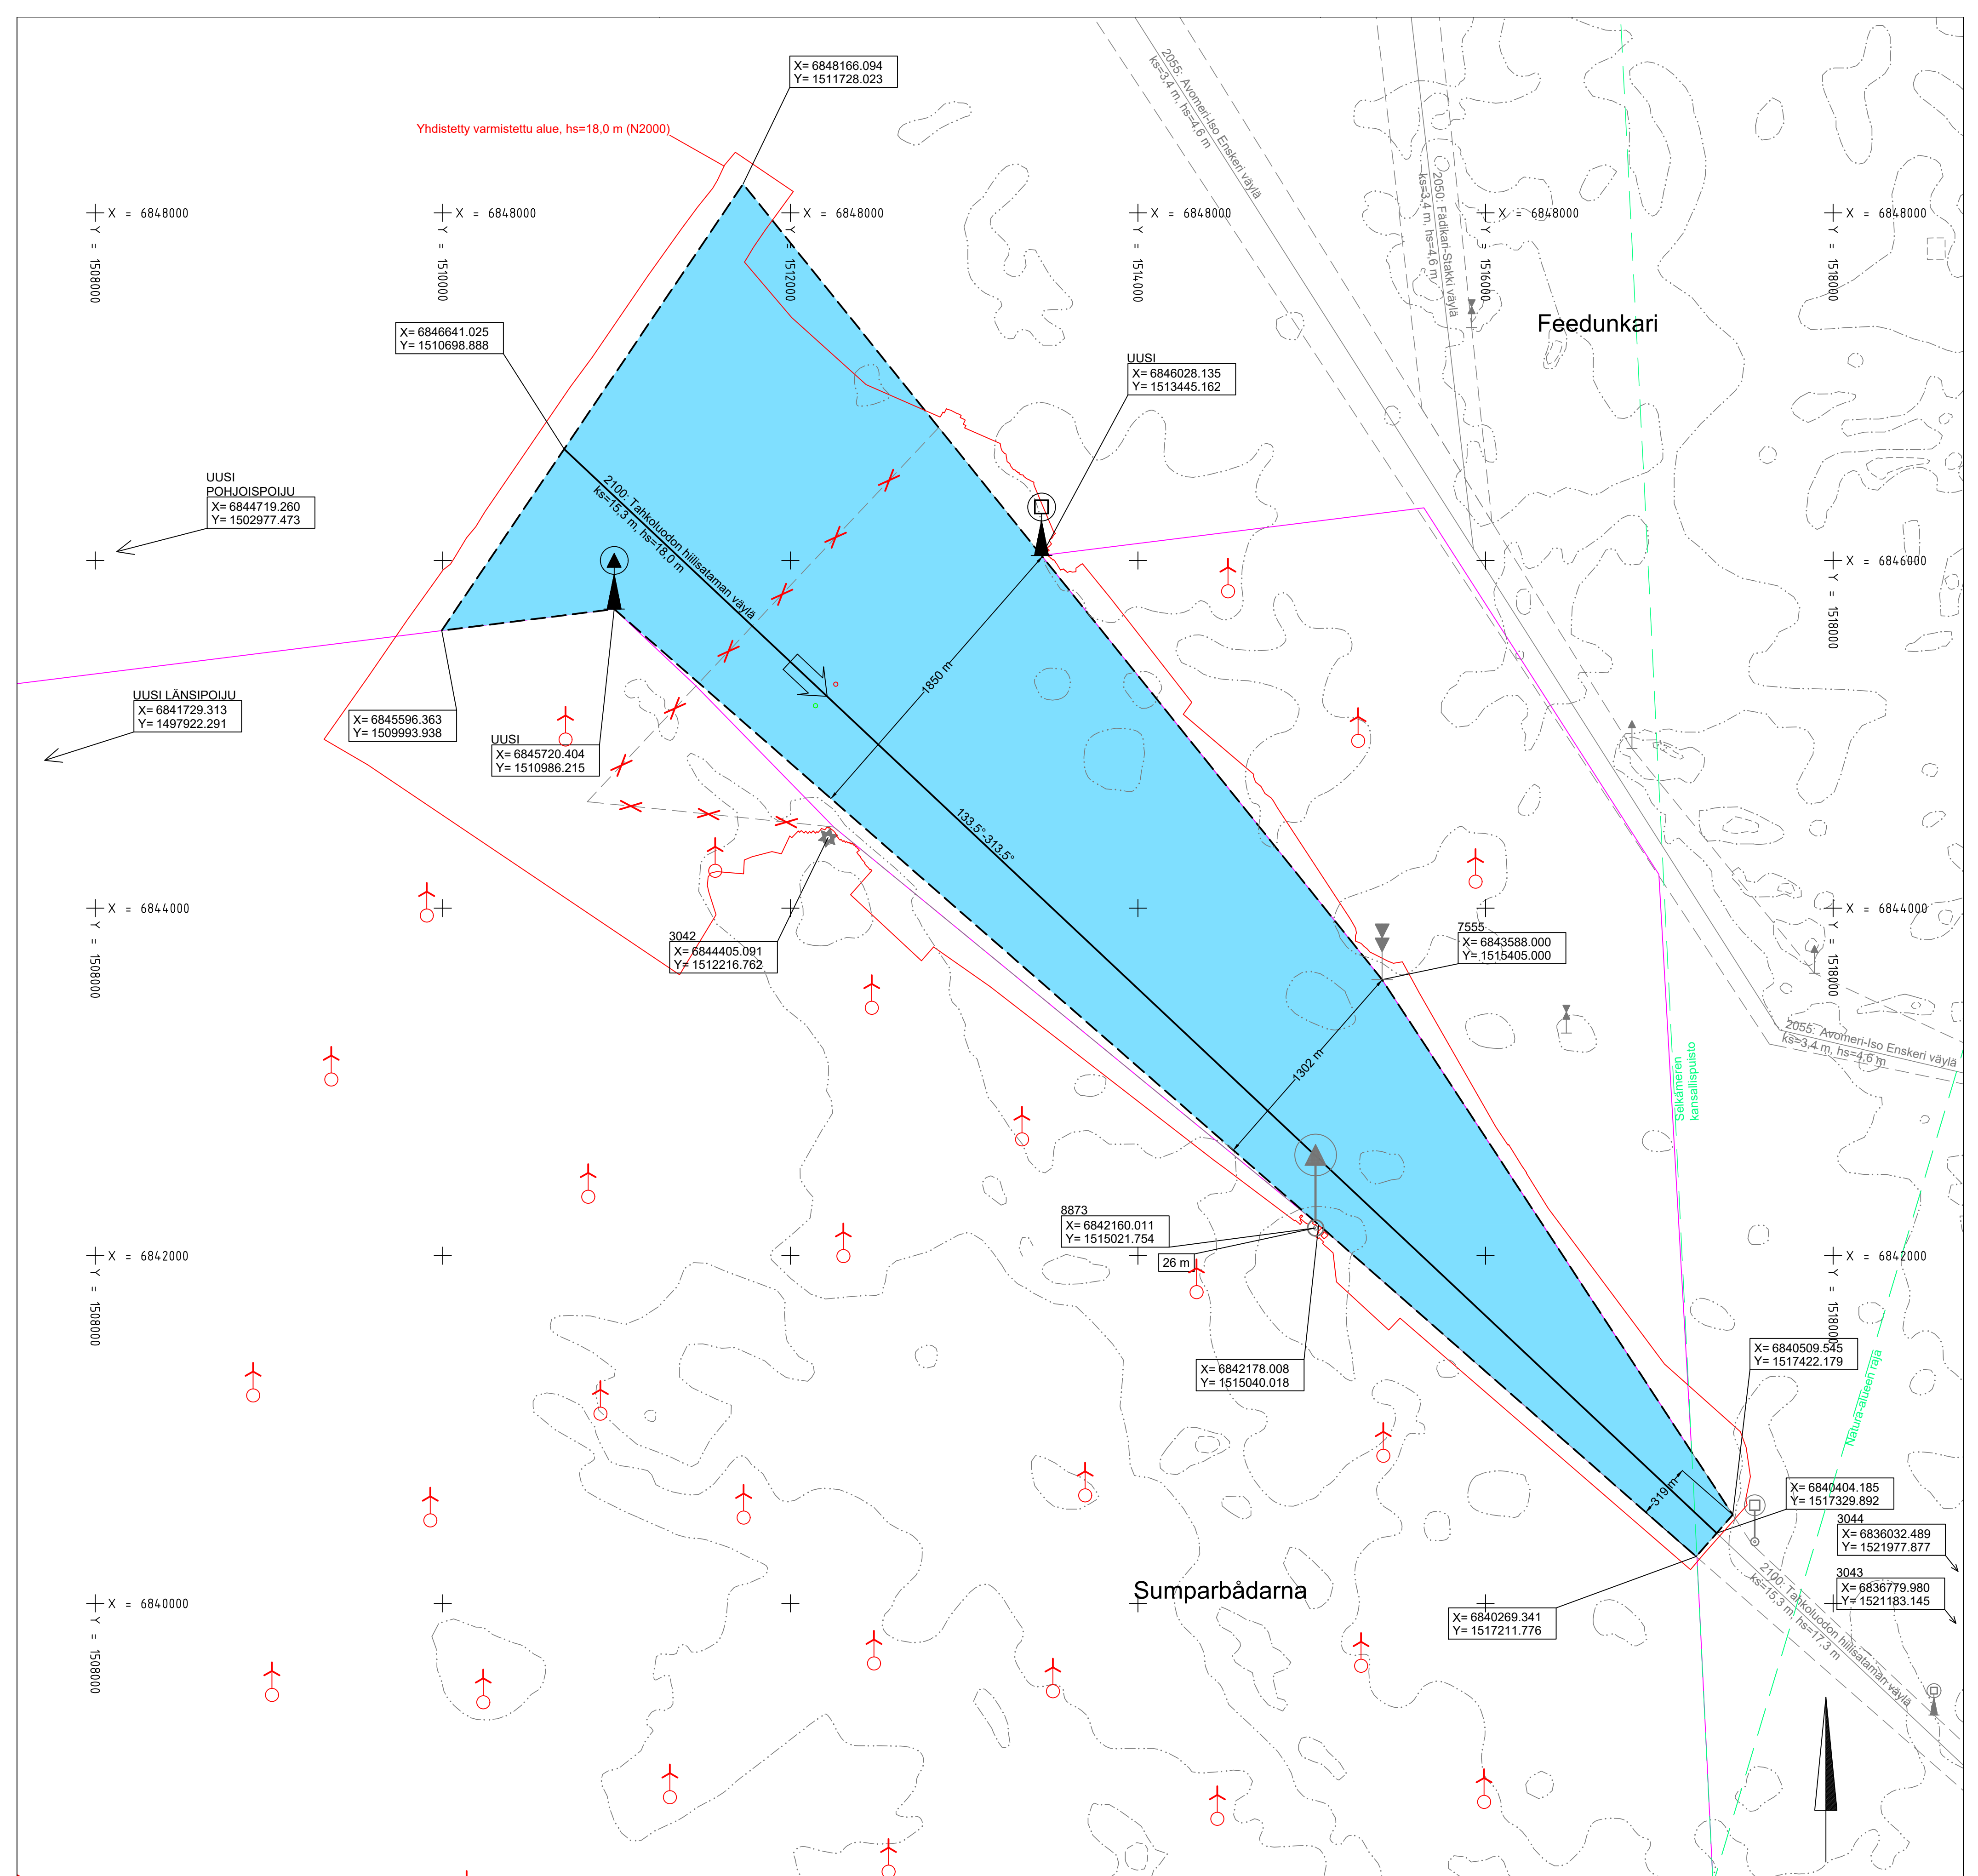 X= 6848166.094
Y= 1511728.023
Yhdistetty varmistettu alue, hs=18,0 m (N2000)
2055: Avomeri-Iso Enskeri väylä
ks=3,4 m, hs=4,6 m
2050: Fädikari-Stakki väylä
ks=3,4 m, hs=4,6 m
X = 6848000
Y = 1508000
X = 6848000
Y = 1510000
X = 6848000
Y = 1512000
X = 6848000
Y = 1514000
X = 6848000
Y = 1516000
X = 6848000
Y = 1518000
Feedunkari
X= 6846641.025
Y= 1510698.888
UUSI
X= 6846028.135
Y= 1513445.162
UUSI
POHJOISPOIJU
X= 6844719.260
Y= 1502977.473
2100: Tahkoluodon hiilisataman väylä
ks=15,3 m, hs=18,0 m
X = 6846000
Y = 1518000
UUSI LÄNSIPOIJU
X= 6841729.313
Y= 1497922.291
X= 6845596.363
Y= 1509993.938
UUSI
X= 6845720.404
Y= 1510986.215
1850 m
133.5°-313.5°
X = 6844000
Y = 1508000
3042
X= 6844405.091
Y= 1512216.762
7555
X= 6843588.000
Y= 1515405.000
X = 6844000
Y = 1518000
2055: Avomeri-Iso Enskeri väylä
ks=3,4 m, hs=4,6 m
Selkämeren
kansallispuisto
1302 m
8873
X= 6842160.011
Y= 1515021.754
26 m
X = 6842000
Y = 1508000
X = 6842000
Y = 1518000
X= 6842178.008
Y= 1515040.018
X= 6840509.545
Y= 1517422.179
Natura-alueen raja
319 m
X= 6840404.185
Y= 1517329.892
3044
X= 6836032.489
Y= 1521977.877
3043
X= 6836779.980
Y= 1521183.145
Sumparbådarna
X = 6840000
Y = 1508000
X= 6840269.341
Y= 1517211.776
2100: Tahkoluodon hiilisataman väylä
ks=15,3 m, hs=17,3 m